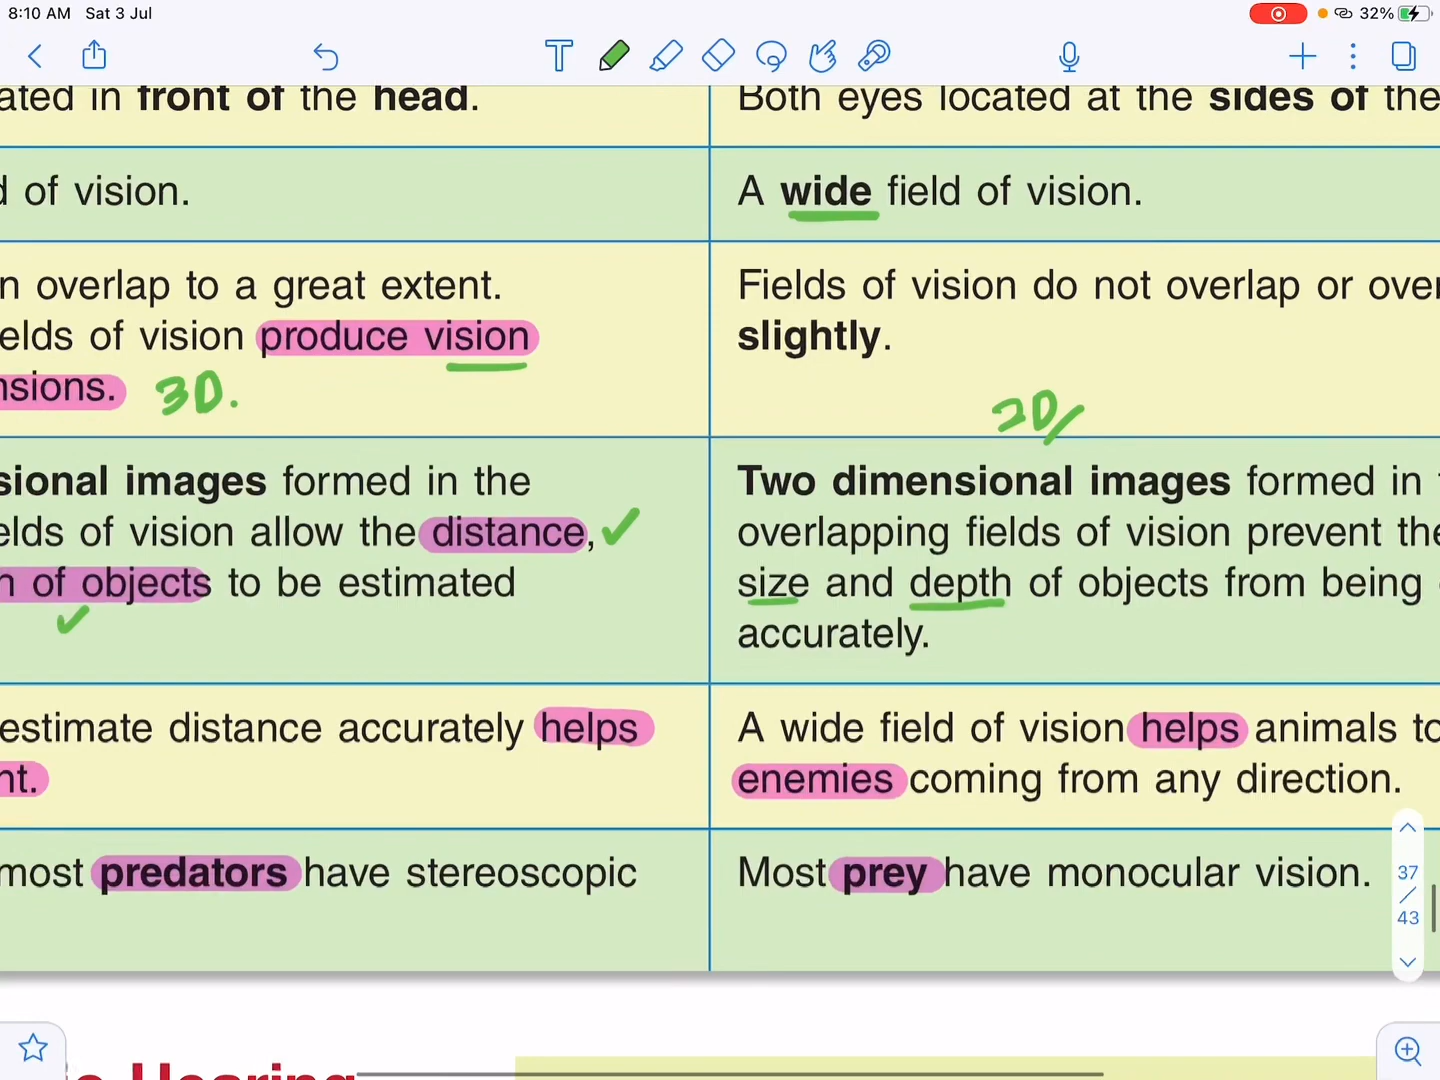 8:10 AM Sat 3 Jul
32%
ated in front of the head.
Both eyes located at the sides of the
d of vision.
A wide field of vision.
n overlap to a great extent.
elds of vision produce vision
nsions. 3D.
Fields of vision do not overlap or over
slightly.
2D
sional images formed in the
elds of vision allow the distance,
n of objects to be estimated
Two dimensional images formed in
overlapping fields of vision prevent the
size and depth of objects from being
accurately.
estimate distance accurately helps
nt.
A wide field of vision helps animals to
enemies coming from any direction.
most predators have stereoscopic
Most prey have monocular vision.
37
/
43
Hearing